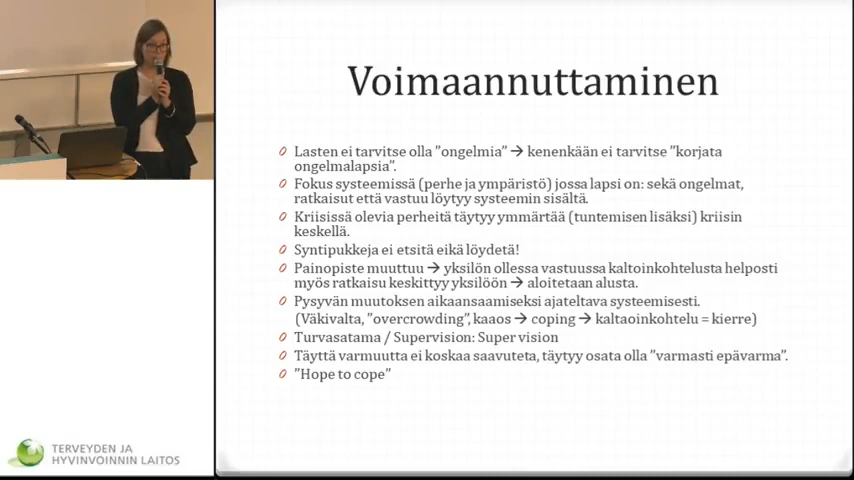 Voimaannuttaminen
Lasten ei tarvitse olla ”ongelmia” → kenenkään ei tarvitse ”korjata
ongelmalapsia”.
Fokus systeemissä (perhe ja ympäristö) jossa lapsi on: sekä ongelmat,
ratkaisut että vastuu löytyy systeemin sisältä.
Kriisissä olevia perheitä täytyy ymmärtää (tuntemisen lisäksi) kriisin
keskellä.
Syntipukkeja ei etsitä eikä löydetä!
Painopiste muuttuu → yksilön ollessa vastuussa kaltoinkohtelusta helposti
myös ratkaisu keskittyy yksilöön → aloitetaan alusta.
Pysyvän muutoksen aikaansaamiseksi ajateltava systeemisesti.
(Väkivalta, ”overcrowding”, kaaos → coping → kaltaoinkohtelu = kierre)
Turvasatama / Supervision: Super vision
Täyttä varmuutta ei koskaa saavuteta, täytyy osata olla ”varmasti epävarma”.
”Hope to cope”
TERVEYDEN JA
HYVINVOINNIN LAITOS